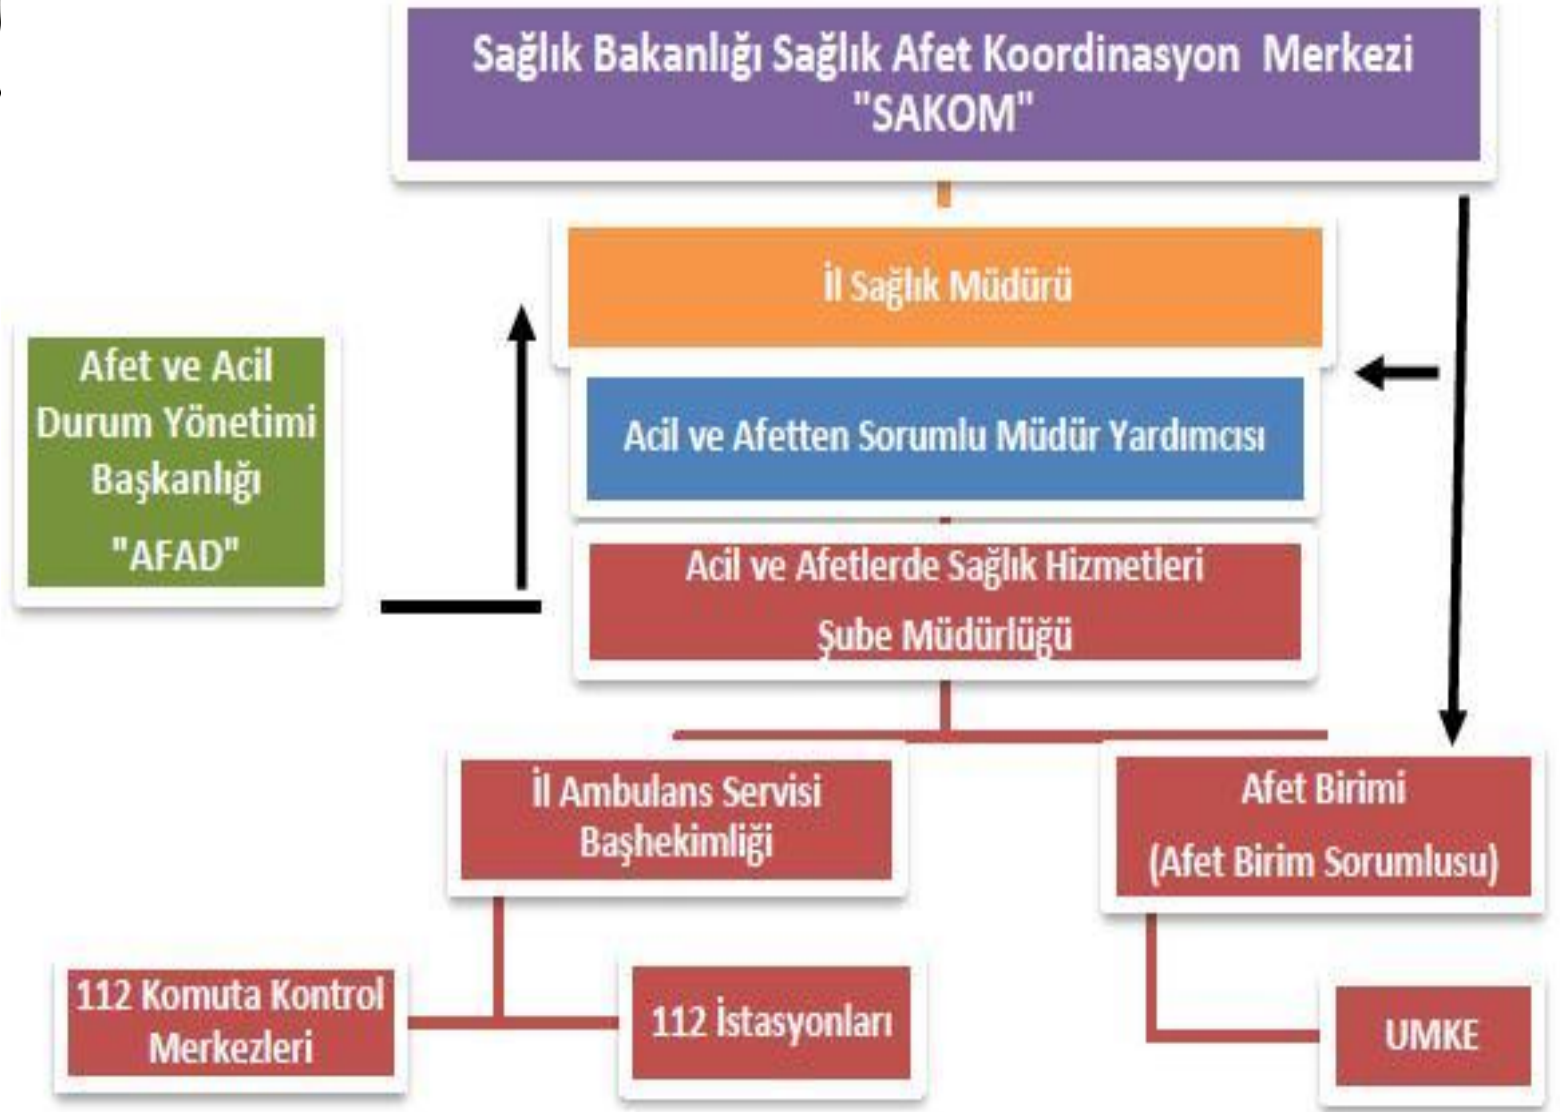 Sağlık Bakanlığı Sağlık Afet Koordinasyon Merkezi
"SAKOM"
İl Sağlık Müdürü
Afet ve Acil
Durum Yönetimi
Başkanlığı
"AFAD"
Acil ve Afetten Sorumlu Müdür Yardımcısı
Acil ve Afetlerde Sağlık Hizmetleri
Şube Müdürlüğü
İl Ambulans Servisi
Başhekimliği
Afet Birimi
(Afet Birim Sorumlusu)
112 Komuta Kontrol
Merkezleri
112 İstasyonları
UMKE